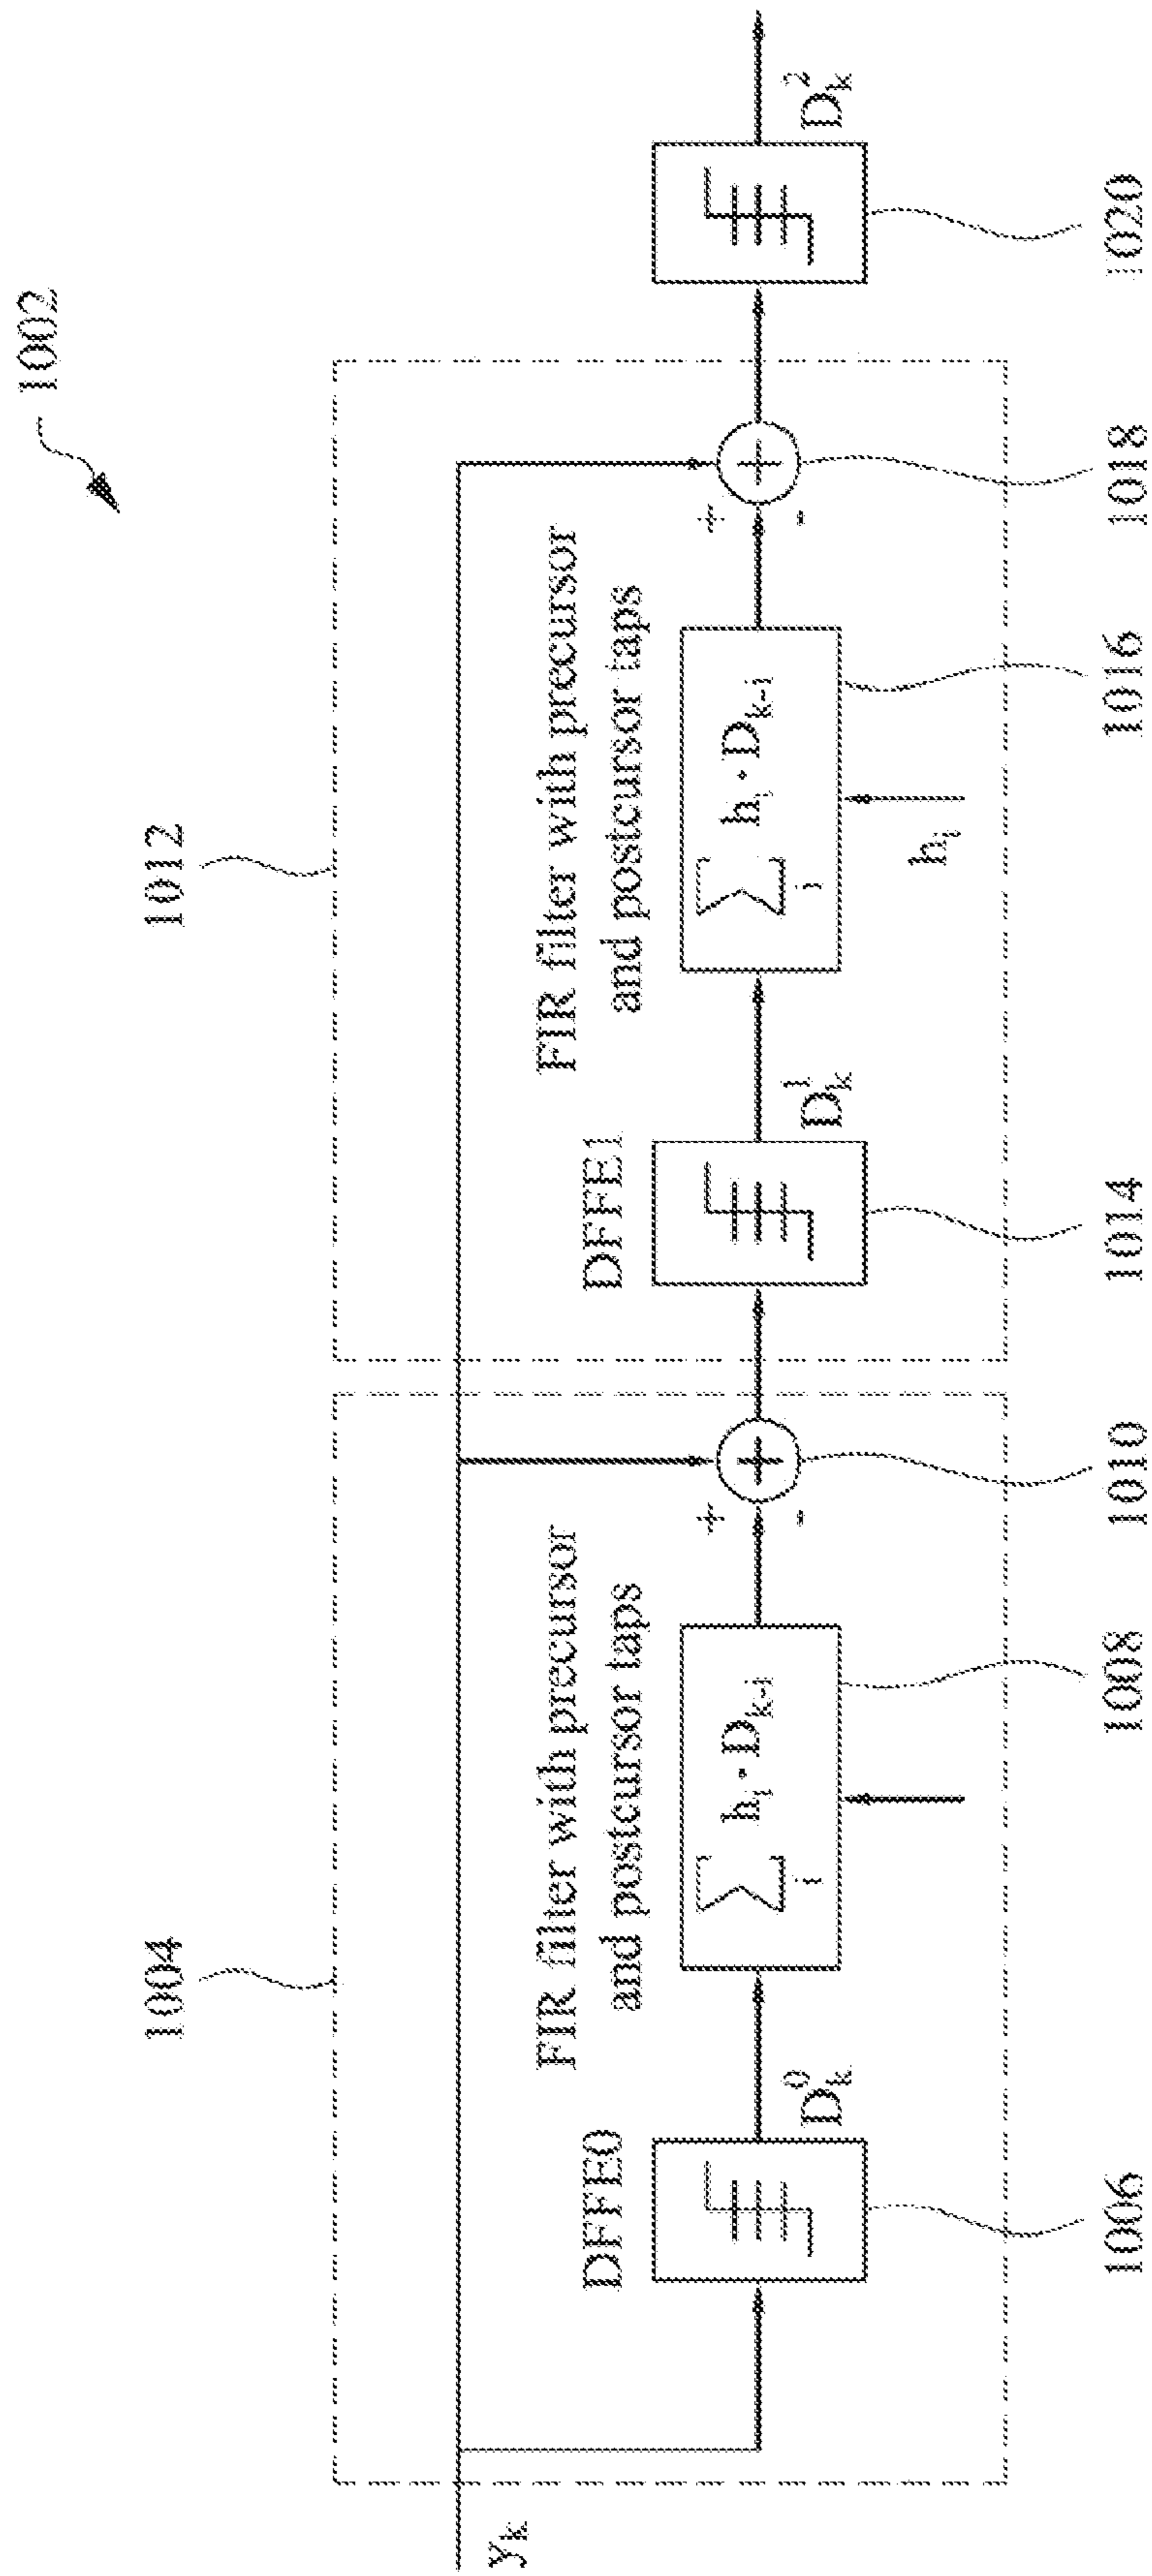 1002
1004
1012
FIR filter with precursor
and postcursor taps
FIR filter with precursor
and postcursor taps
DFFE0
DFFE1
y_k
D_k^0
∑_i h_i • D_{k-i}
+
-
D_k^1
∑_i h_i • D_{k-i}
+
-
D_k^2
h_i
1006
1008
1010
1014
1016
1018
1020